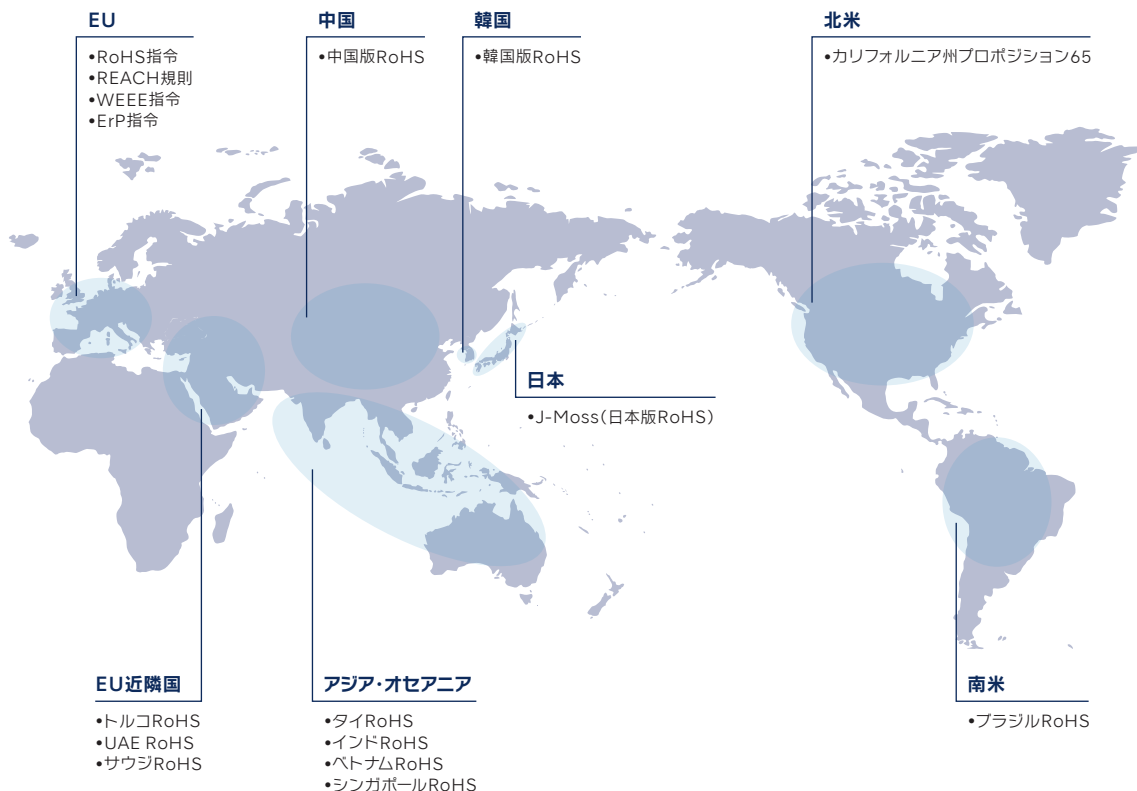 EU
•RoHS指令
•REACH規則
•WEEE指令
•ErP指令
中国
•中国版RoHS
韓国
•韓国版RoHS
北米
•カリフォルニア州プロポジション65
日本
•J-Moss(日本版RoHS)
EU近隣国
•トルコRoHS
•UAE RoHS
•サウジRoHS
アジア・オセアニア
•タイRoHS
•インドRoHS
•ベトナムRoHS
•シンガポールRoHS
南米
•ブラジルRoHS